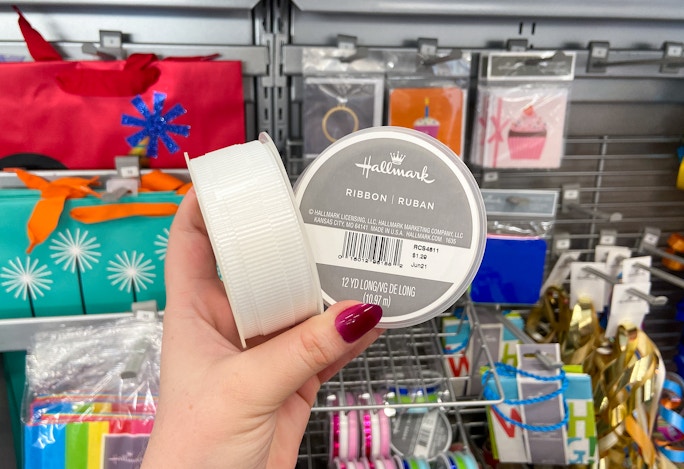 Hallmark
RIBBON | RUBAN
© HALLMARK LICENSING, LLC, HALLMARK MARKETING COMPANY, LLC
KANSAS CITY, MO 64141 MADE IN U.S.A. HALLMARK.COM 1635
RCS4811
$1.29
Jun21
12 YD LONG/VG DE LONG
(10.97 m)
W
H